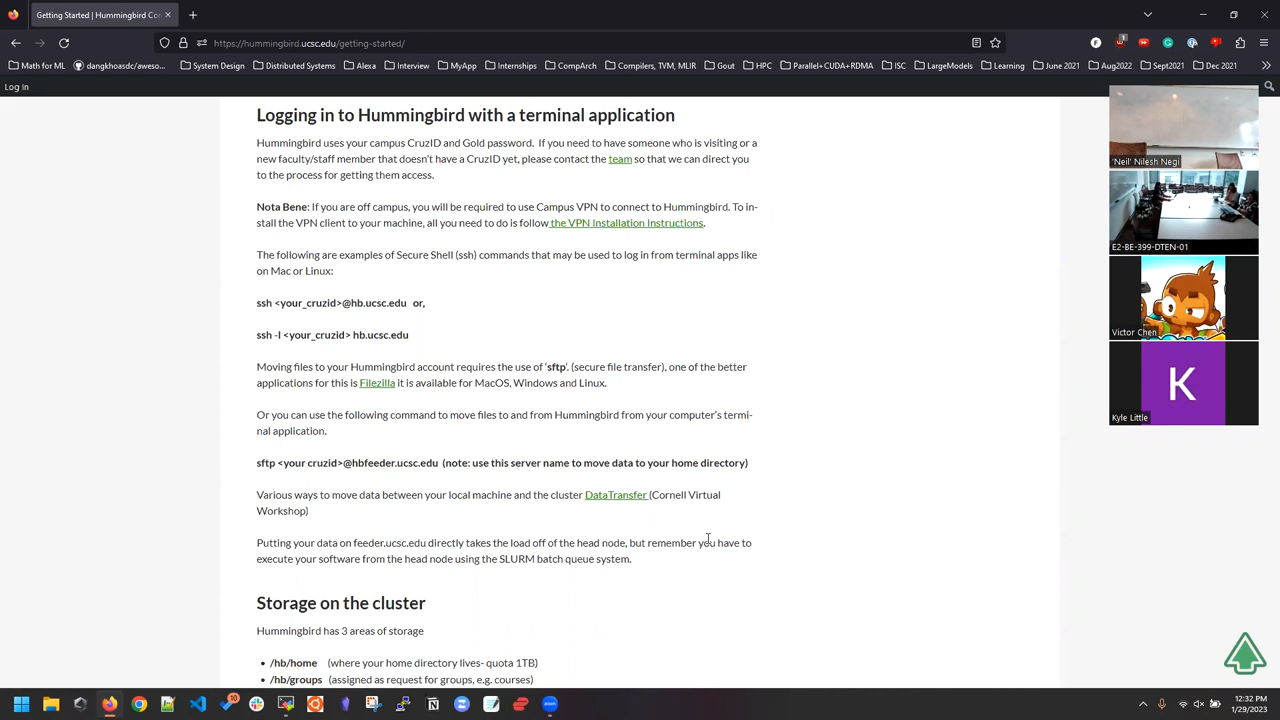 Getting Started | Hummingbird Co
https://hummingbird.ucsc.edu/getting-started/
Math for ML
dangkhoasdc/aweso...
System Design
Distributed Systems
Alexa
Interview
MyApp
Internships
CompArch
Compilers, TVM, MLIR
Gout
HPC
Parallel+CUDA+RDMA
ISC
LargeModels
Learning
June 2021
Aug2022
Sept2021
Dec 2021
Log In
Logging in to Hummingbird with a terminal application
Hummingbird uses your campus CruzID and Gold password. If you need to have someone who is visiting or a
new faculty/staff member that doesn't have a CruzID yet, please contact the team so that we can direct you
to the process for getting them access.
Nota Bene: If you are off campus, you will be required to use Campus VPN to connect to Hummingbird. To in-
stall the VPN client to your machine, all you need to do is follow the VPN Installation Instructions.
The following are examples of Secure Shell (ssh) commands that may be used to log in from terminal apps like
on Mac or Linux:
ssh <your_cruzid>@hb.ucsc.edu or,
ssh -l <your_cruzid> hb.ucsc.edu
Moving files to your Hummingbird account requires the use of 'sftp'. (secure file transfer), one of the better
applications for this is Filezilla it is available for MacOS, Windows and Linux.
Or you can use the following command to move files to and from Hummingbird from your computer's termi-
nal application.
sftp <your cruzid>@hbfeeder.ucsc.edu (note: use this server name to move data to your home directory)
Various ways to move data between your local machine and the cluster DataTransfer (Cornell Virtual
Workshop)
Putting your data on feeder.ucsc.edu directly takes the load off of the head node, but remember you have to
execute your software from the head node using the SLURM batch queue system.
Storage on the cluster
Hummingbird has 3 areas of storage
• /hb/home (where your home directory lives- quota 1TB)
• /hb/groups (assigned as request for groups, e.g. courses)
'Neil' Nilesh Negi
E2-BE-399-DTEN-01
Victor Chen
K
Kyle Little
12:32 PM
1/29/2023